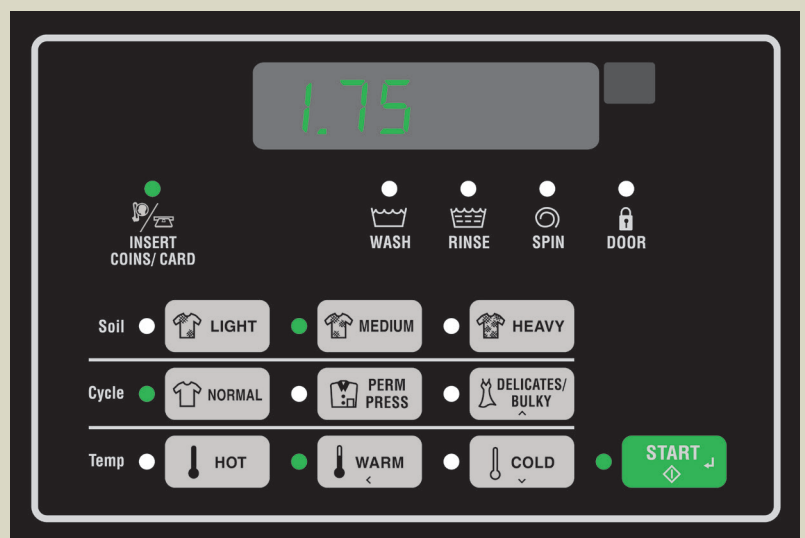 1.75
INSERT
COINS/ CARD
WASH RINSE SPIN DOOR
Soil LIGHT MEDIUM HEAVY
Cycle NORMAL PERM PRESS DELICATES/ BULKY
Temp HOT WARM COLD START